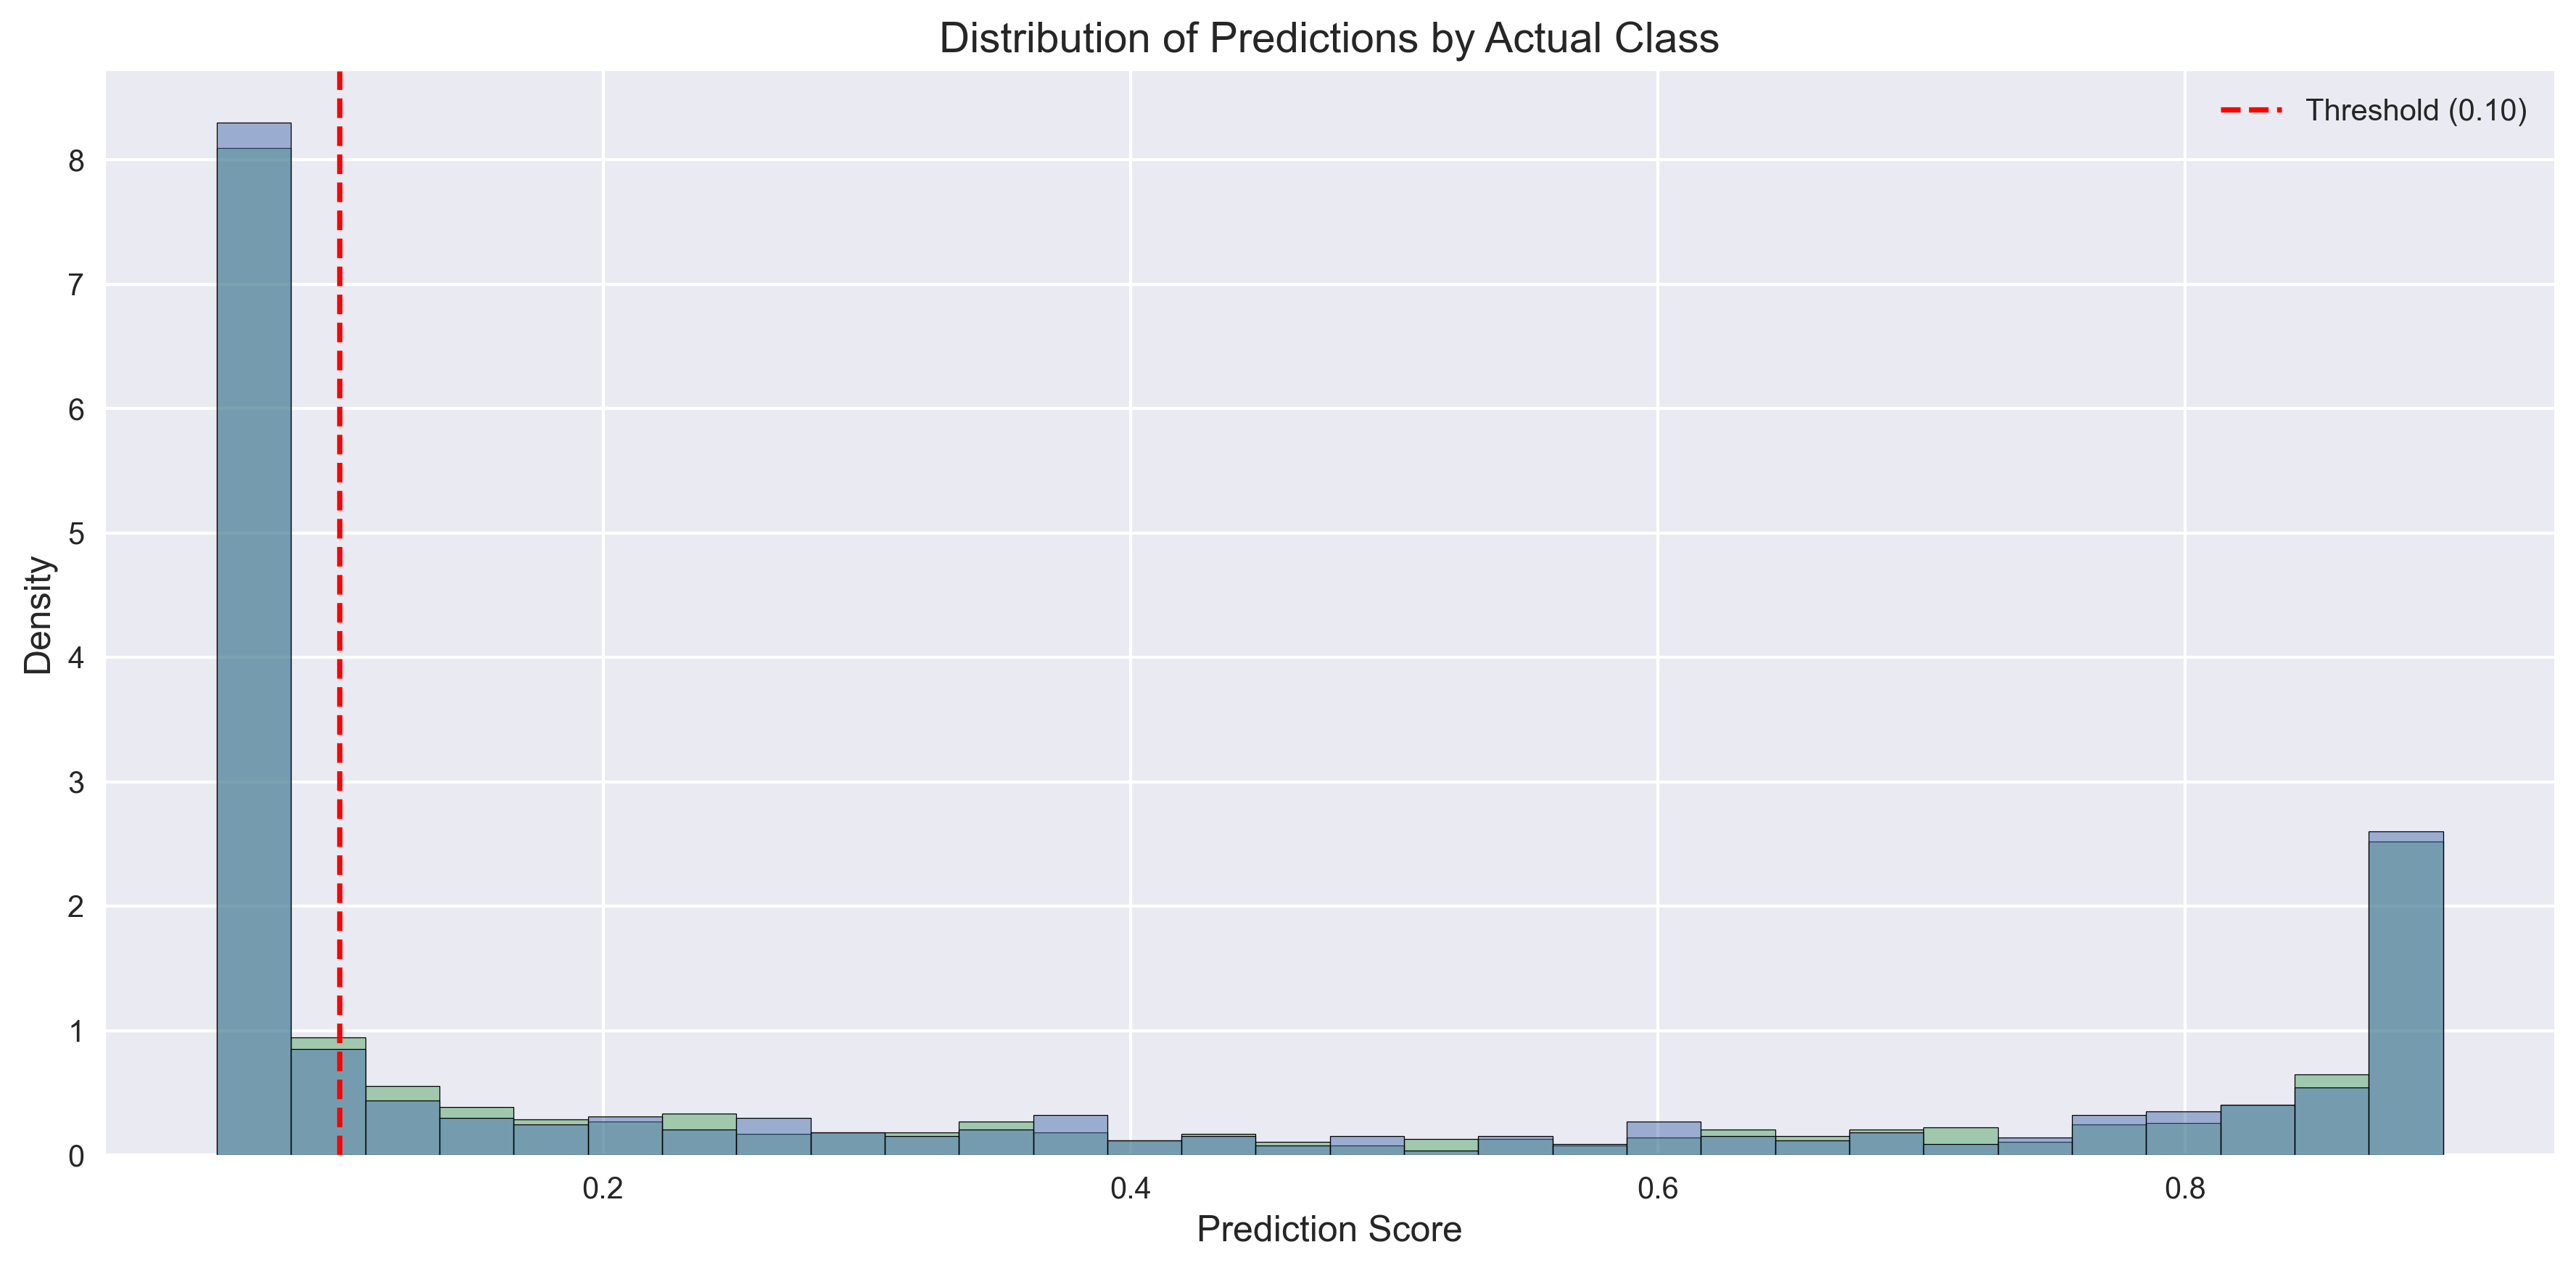 Distribution of Predictions by Actual Class
Threshold (0.10)
8
7
6
5
4
3
2
1
0
Density
0.2 0.4 0.6 0.8
Prediction Score